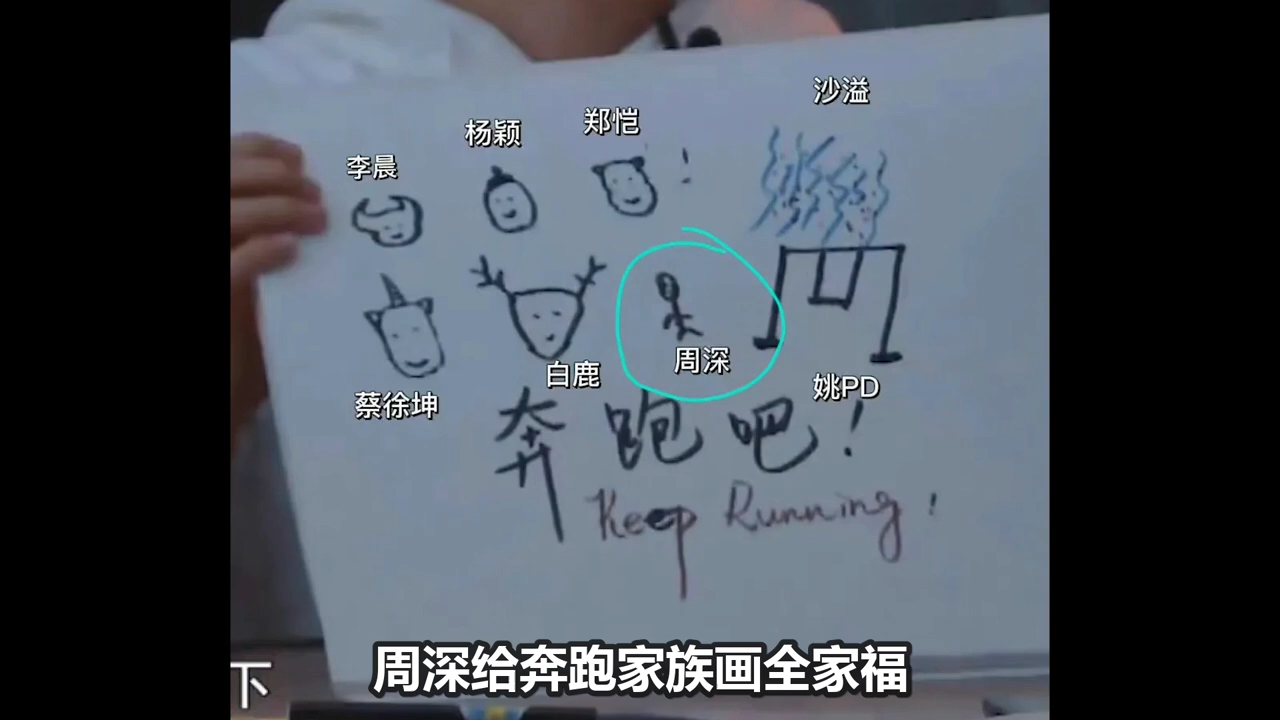 沙溢
郑恺
杨颖
李晨
!
周深
白鹿
姚PD
蔡徐坤
奔跑吧!
Keep Running!
周深给奔跑家族画全家福
下